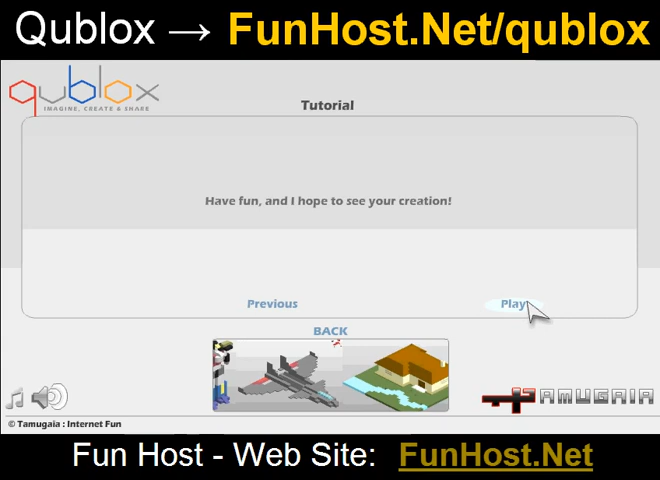 Qublox → FunHost.Net/qublox
qublox
IMAGINE, CREATE & SHARE
Tutorial
Have fun, and I hope to see your creation!
Previous
Play
BACK
TAMUGAIA
© Tamugaia : Internet Fun
Fun Host - Web Site: FunHost.Net